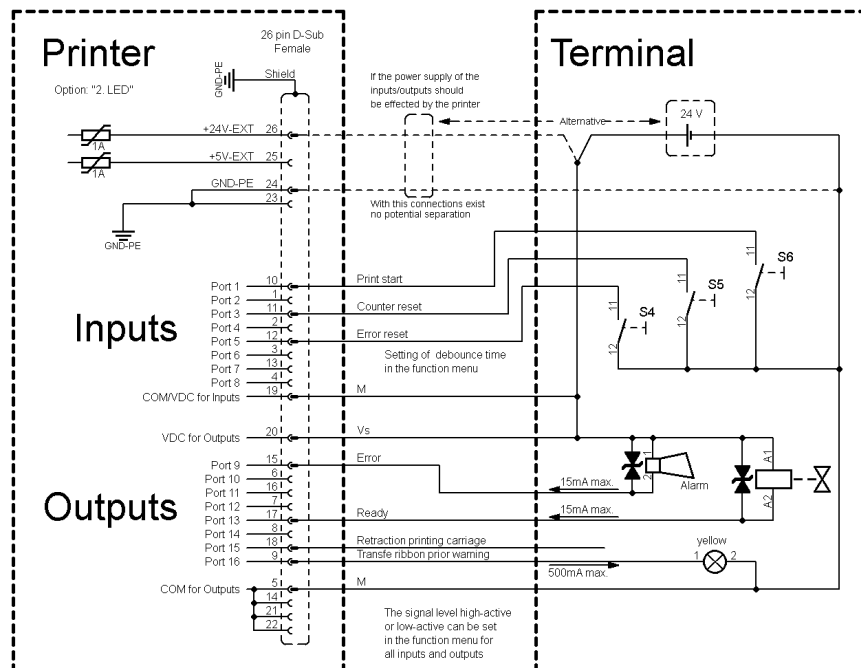 Printer
26 pin D-Sub
Female
Terminal
Option: "2. LED"
GND-PE
Shield
If the power supply of the
inputs/outputs should
be effected by the printer
Alternative
24 V
+24V-EXT 26
1A
+5V-EXT 25
1A
GND-PE 24
23
GND-PE
With this connections exist
no potential separation
11
12
S6
11
12
S5
11
12
S4
Inputs
Port 1 10 Print start
Port 2 1
Port 3 11 Counter reset
Port 4 2
Port 5 12 Error reset
Port 6 3
Port 7 13
Port 8 4
COM/VDC for Inputs 19 M
Setting of debounce time
in the function menu
VDC for Outputs 20 Vs
Outputs
Port 9 15 Error
Port 10 6
Port 11 16
Port 12 7
Port 13 17 Ready
Port 14 8
Port 15 18 Retraction printing carriage
Port 16 9 Transfe ribbon prior warning
15mA max.
15mA max.
500mA max.
1
2
Alarm
A1
A2
yellow
1 2
COM for Outputs 5 M
14
21
22
The signal level high-active
or low-active can be set
in the function menu for
all inputs and outputs